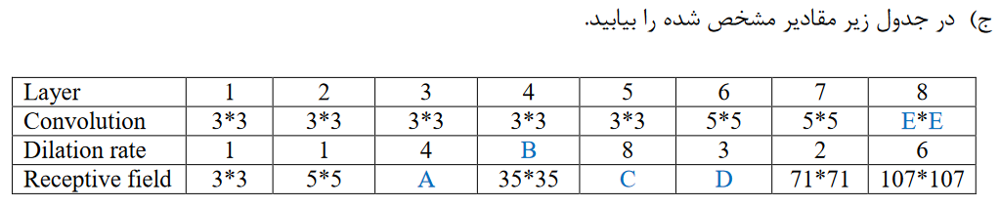 ج) در جدول زیر مقادیر مشخص شده را بیابید.
Layer 1 2 3 4 5 6 7 8
Convolution 3*3 3*3 3*3 3*3 3*3 5*5 5*5 E*E
Dilation rate 1 1 4 B 8 3 2 6
Receptive field 3*3 5*5 A 35*35 C D 71*71 107*107